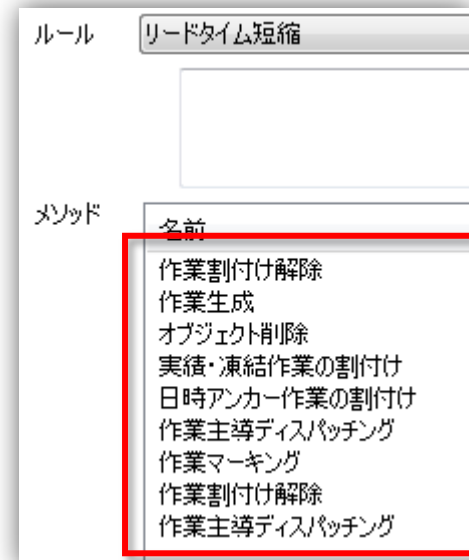 ルール
リードタイム短縮
メソッド
名前
作業割付け解除
作業生成
オブジェクト削除
実績・凍結作業の割付け
日時アンカー作業の割付け
作業主導ディスパッチング
作業マーキング
作業割付け解除
作業主導ディスパッチング